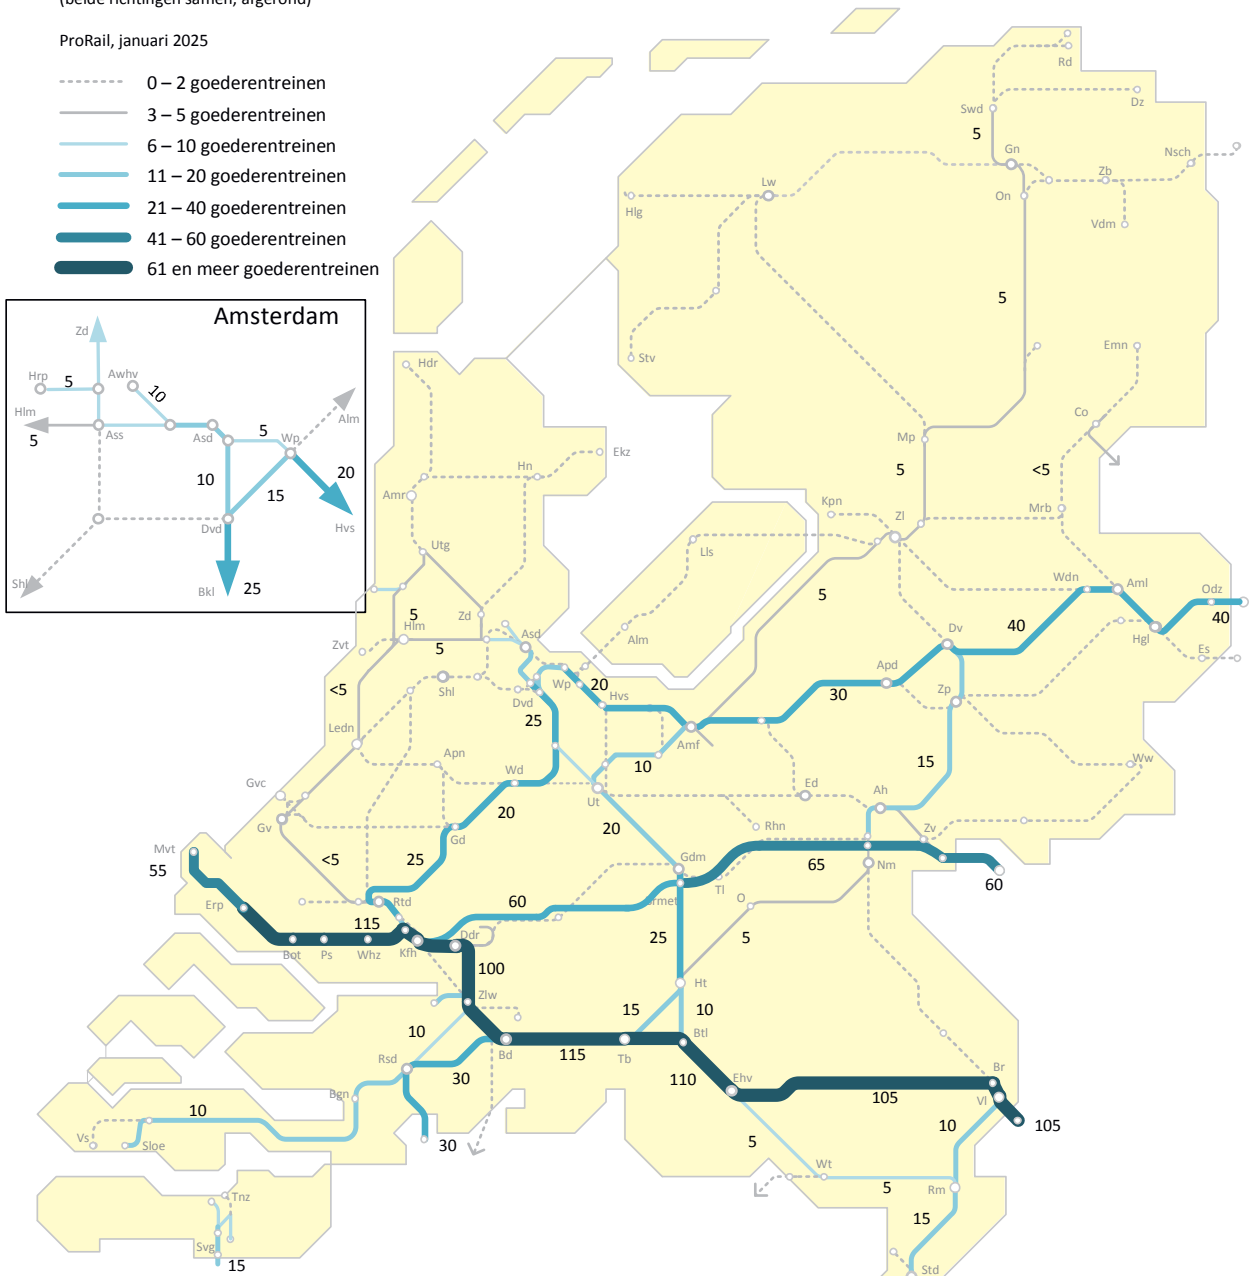 (beide richtingen samen, afgerond)
ProRail, januari 2025
0 – 2 goederentreinen
3 – 5 goederentreinen
6 – 10 goederentreinen
11 – 20 goederentreinen
21 – 40 goederentreinen
41 – 60 goederentreinen
61 en meer goederentreinen
Amsterdam
Zd
Hrp
5
Awhv
10
Hlm
5
Ass
Asd
5
Wp
Alm
10
15
20
Dvd
Hvs
Shl
Bkl
25
Rd
Swd
Dz
5
Gn
Nsch
Zb
Lw
Hlg
On
Vdm
5
Stv
Emn
Hdr
Co
Mp
Ekz
Hn
5
<5
Amr
Kpn
Mrb
Zl
Utg
Lls
Wdn
Aml
Odz
5
40
5
Zd
40
Hlm
Asd
Alm
Dv
Hgl
Zvt
5
Es
Apd
<5
Shl
Wp
20
Hvs
30
Zp
Dvd
25
Ledn
Amf
Apn
10
15
Ww
Gvc
Wd
Ed
Ut
Ah
Gv
20
20
Rhn
Zv
Gd
Mvt
<5
25
65
55
Gdm
Nm
Tl
60
Erp
Rtd
60
ermet
O
115
Ddr
25
5
Bot
Ps
Whz
Kfh
100
Ht
Zlw
15
10
10
Btl
Rsd
Bd
115
Tb
30
110
Ehv
Br
Bgn
105
Vl
10
10
105
Vs
Sloe
30
5
Wt
5
Rm
Tnz
15
Svg
15
Std